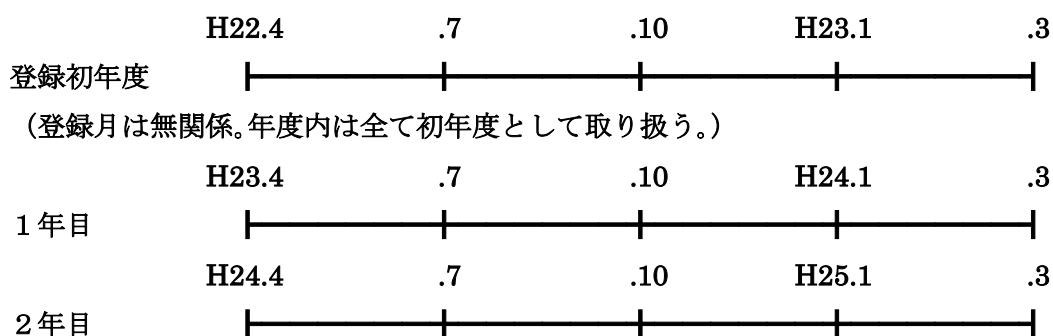 H22.4 .7 .10 H23.1 .3
登録初年度
（登録月は無関係。年度内は全て初年度として取り扱う。）
H23.4 .7 .10 H24.1 .3
１年目
H24.4 .7 .10 H25.1 .3
２年目